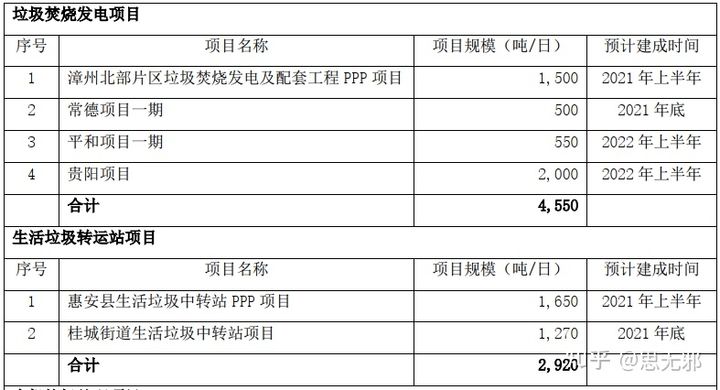 垃圾焚烧发电项目
序号 项目名称 项目规模（吨/日） 预计建成时间
1 漳州北部片区垃圾焚烧发电及配套工程 PPP 项目 1,500 2021 年上半年
2 常德项目一期 500 2021 年底
3 平和项目一期 550 2022 年上半年
4 贵阳项目 2,000 2022 年上半年
合计 4,550
生活垃圾转运站项目
序号 项目名称 项目规模（吨/日） 预计建成时间
1 惠安县生活垃圾中转站 PPP 项目 1,650 2021 年上半年
2 桂城街道生活垃圾中转站项目 1,270 2021 年底
合计 2,920
知乎 @思无邪